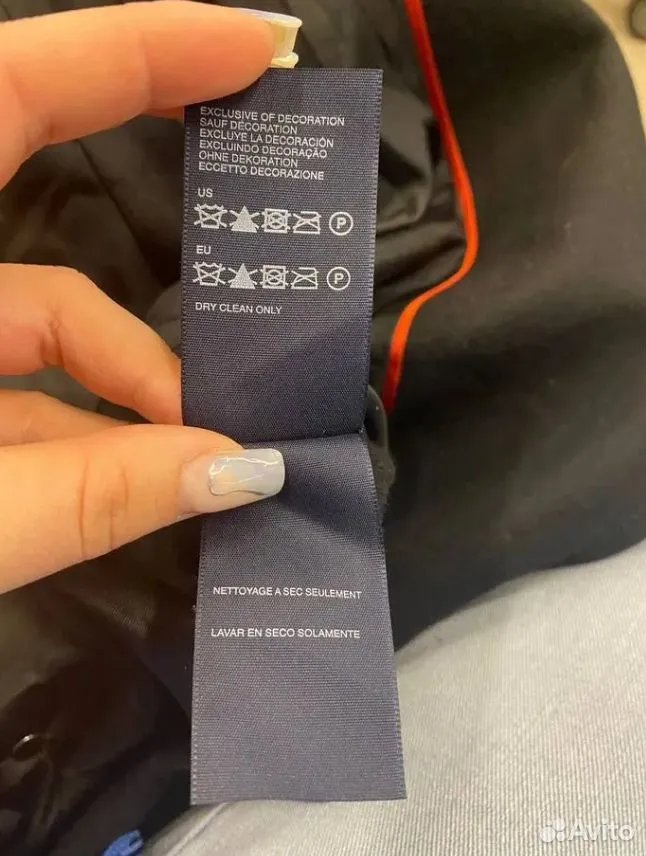 EXCLUSIVE OF DECORATION
SAUF DÉCORATION
EXCLUYE LA DECORACIÓN
EXCLUINDO DECORAÇÃO
OHNE DEKORATION
ECCETTO DECORAZIONE
US
P
EU
P
DRY CLEAN ONLY
NETTOYAGE A SEC SEULEMENT
LAVAR EN SECO SOLAMENTE
Avito